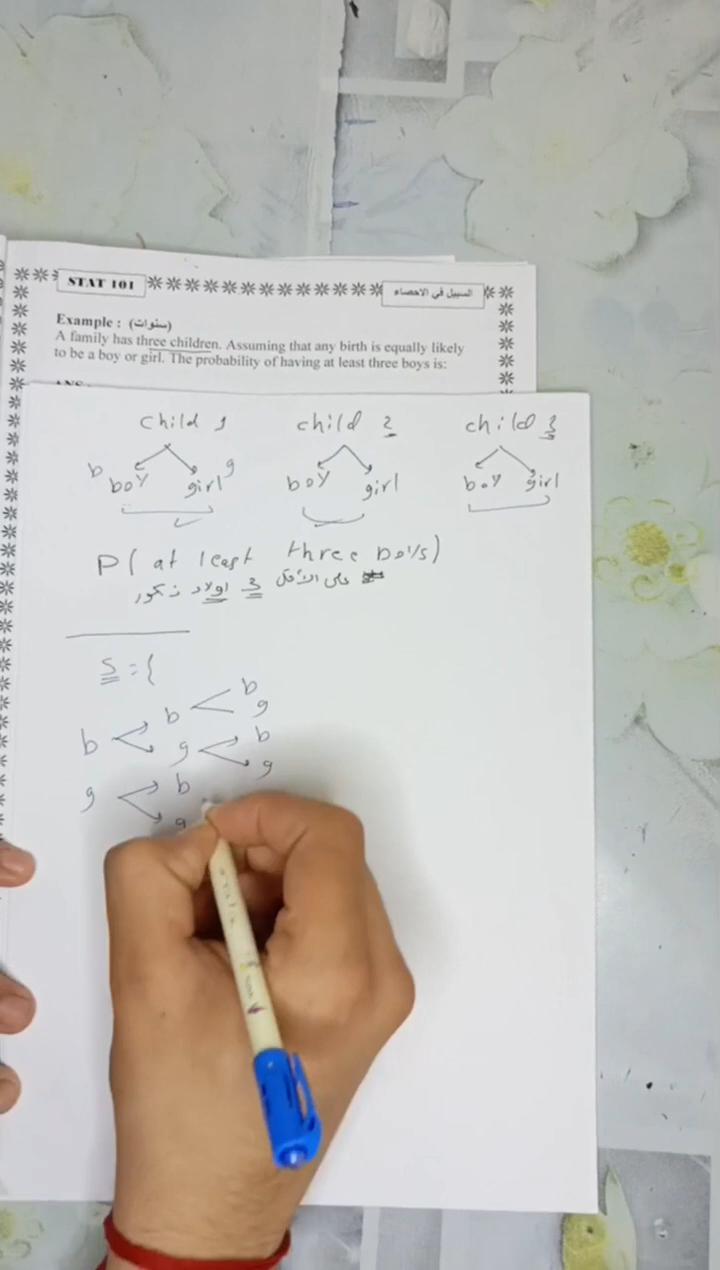 STAT 101 السبيل في الاحصاء
Example : (سنوات)
A family has three children. Assuming that any birth is equally likely
to be a boy or girl. The probability of having at least three boys is:
child 1 child 2 child 3
b boy girl g boy girl boy girl
P( at least three boys)
على الأقل 3 اولاد ذكور
S = {
b b b
g
g b
g
g b
g